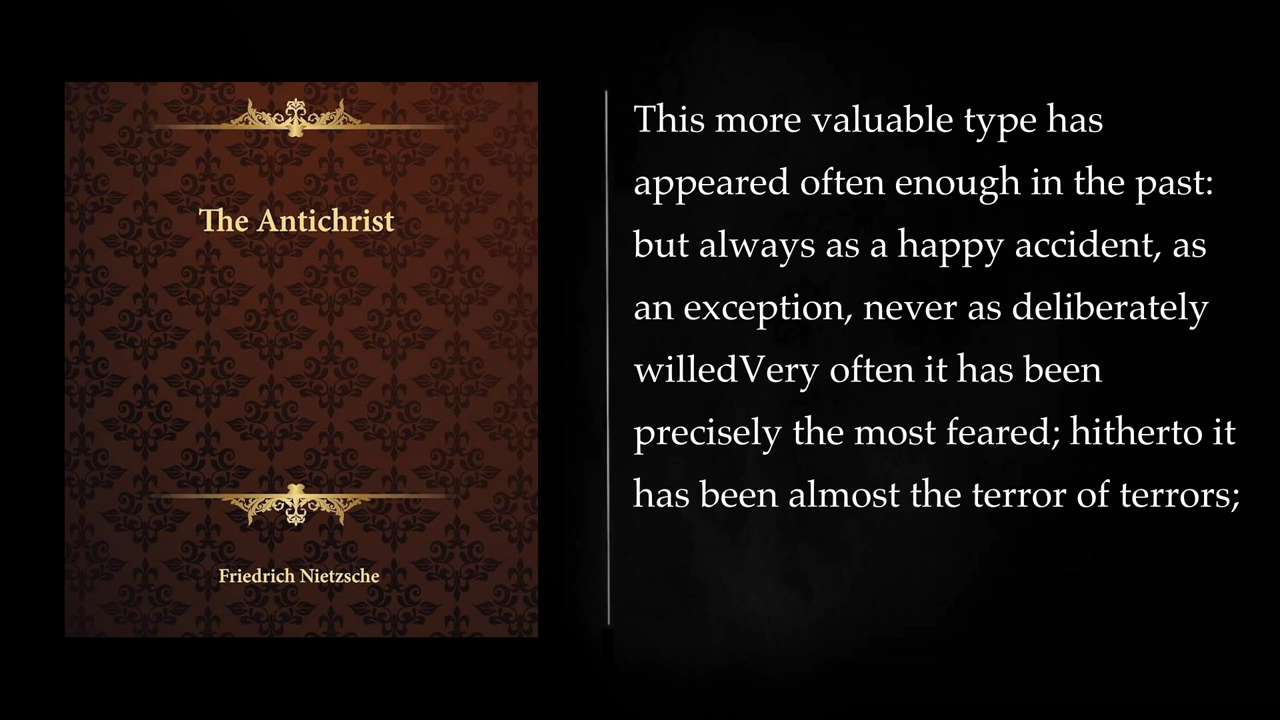 The Antichrist
Friedrich Nietzsche
This more valuable type has
appeared often enough in the past:
but always as a happy accident, as
an exception, never as deliberately
willedVery often it has been
precisely the most feared; hitherto it
has been almost the terror of terrors;